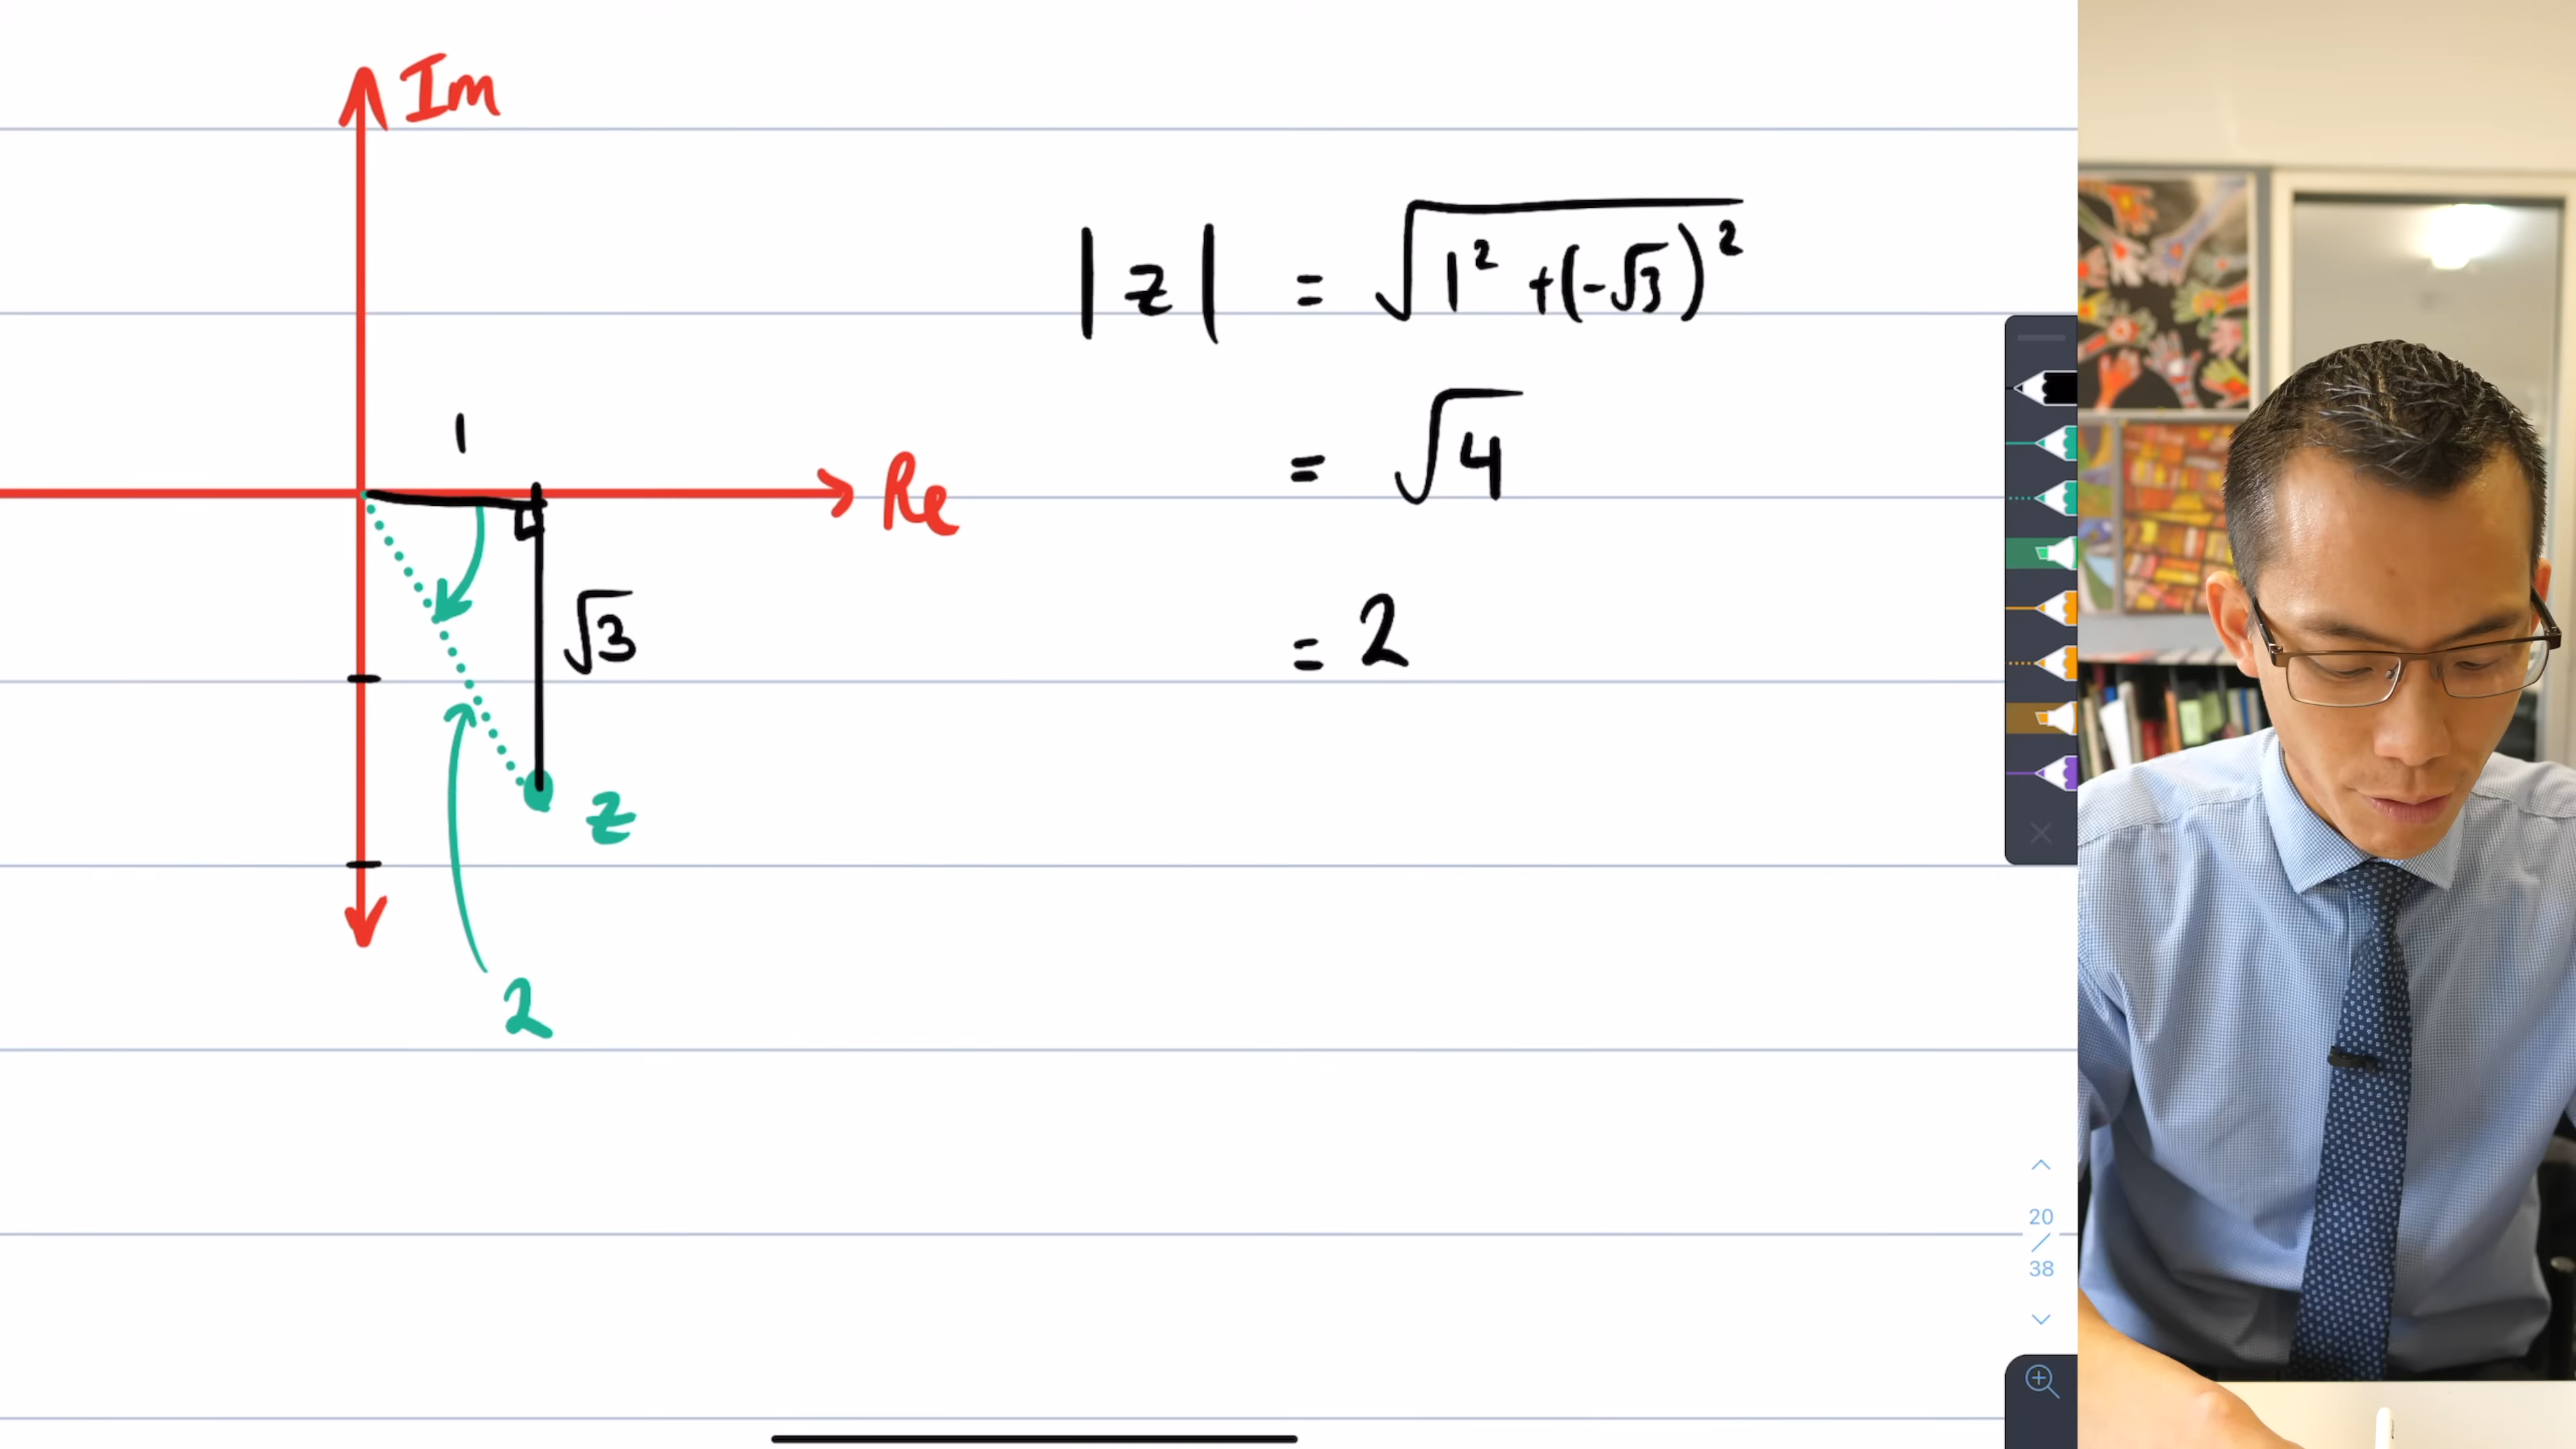 Im
|z| = √1² + (-√3)²
1
= √4
Re
√3
= 2
z
2
20
/
38